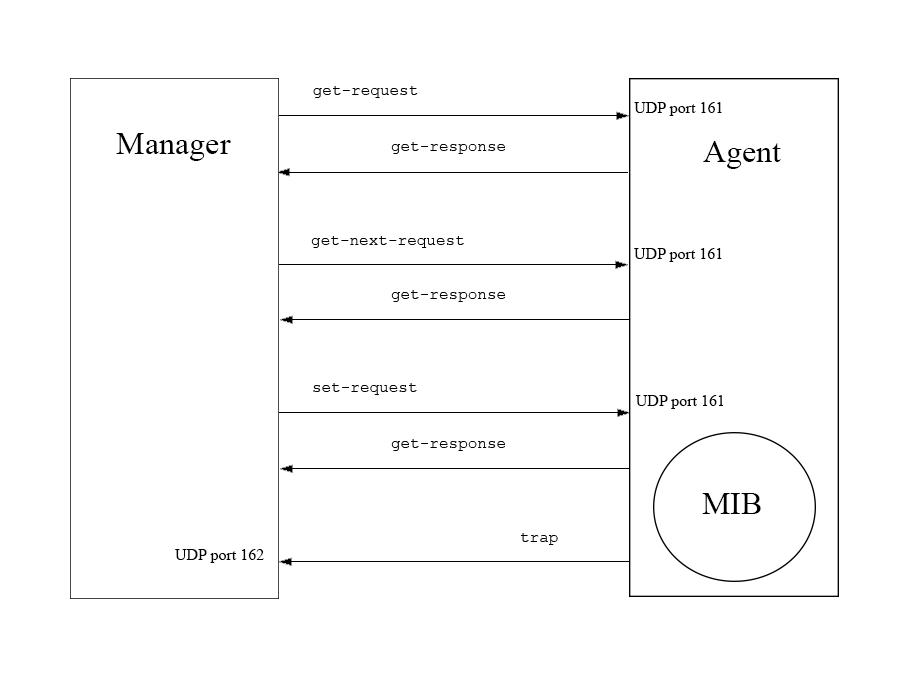 get-request
UDP port 161
Manager
get-response
Agent
get-next-request
UDP port 161
get-response
set-request
UDP port 161
get-response
MIB
trap
UDP port 162